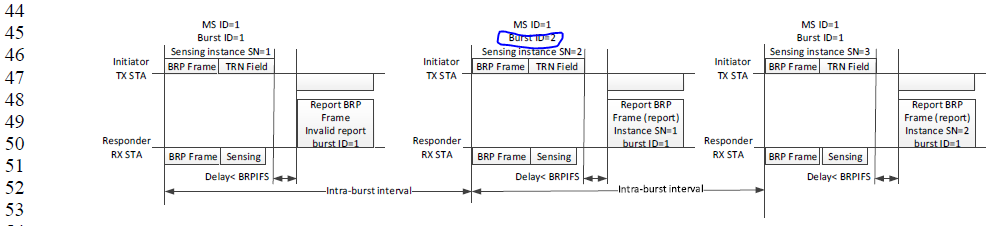 44
45
46
47
48
49
50
51
52
53
MS ID=1
Burst ID=1
Sensing instance SN=1
Initiator
TX STA
BRP Frame
TRN Field
Report BRP
Frame
Invalid report
burst ID=1
Responder
RX STA
BRP Frame
Sensing
Delay< BRPIFS
Intra-burst interval
MS ID=1
Burst ID=2
Sensing instance SN=2
Initiator
TX STA
BRP Frame
TRN Field
Report BRP
Frame (report)
Instance SN=1
burst ID=1
Responder
RX STA
BRP Frame
Sensing
Delay< BRPIFS
Intra-burst interval
MS ID=1
Burst ID=1
Sensing instance SN=3
Initiator
TX STA
BRP Frame
TRN Field
Report BRP
Frame (report)
Instance SN=2
burst ID=1
Responder
RX STA
BRP Frame
Sensing
Delay< BRPIFS